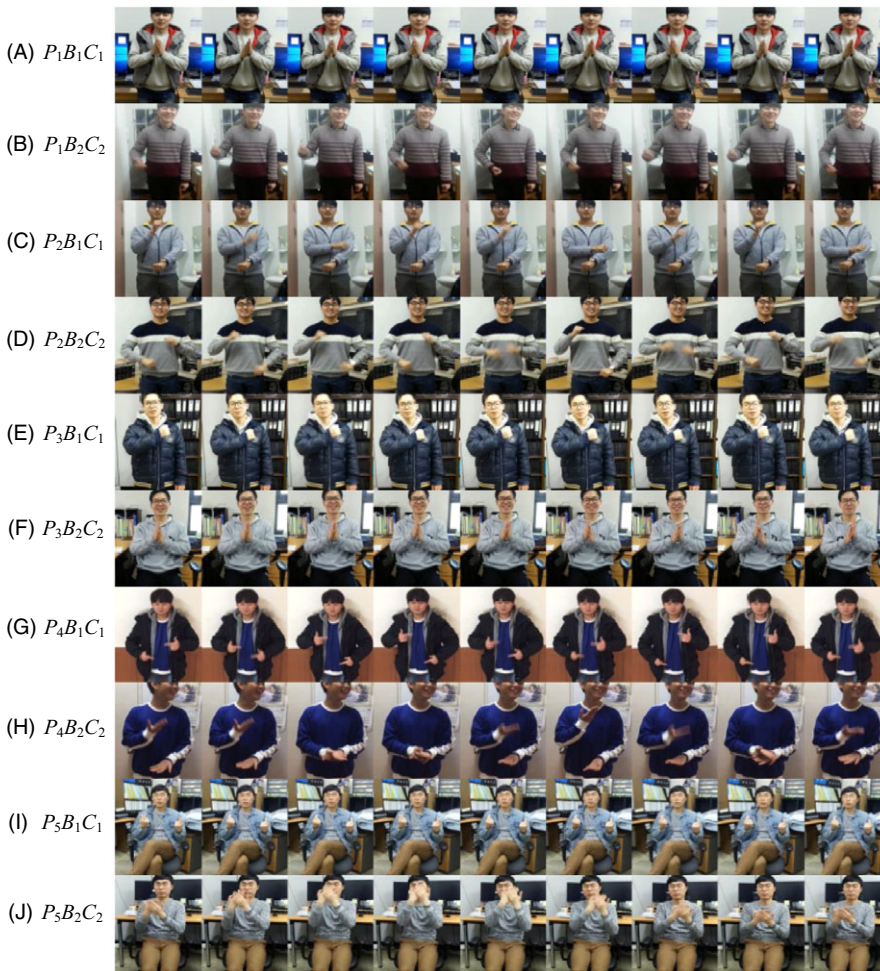 (A) P₁B₁C₁
(B) P₁B₂C₂
(C) P₂B₁C₁
(D) P₂B₂C₂
(E) P₃B₁C₁
(F) P₃B₂C₂
(G) P₄B₁C₁
(H) P₄B₂C₂
(I) P₅B₁C₁
(J) P₅B₂C₂